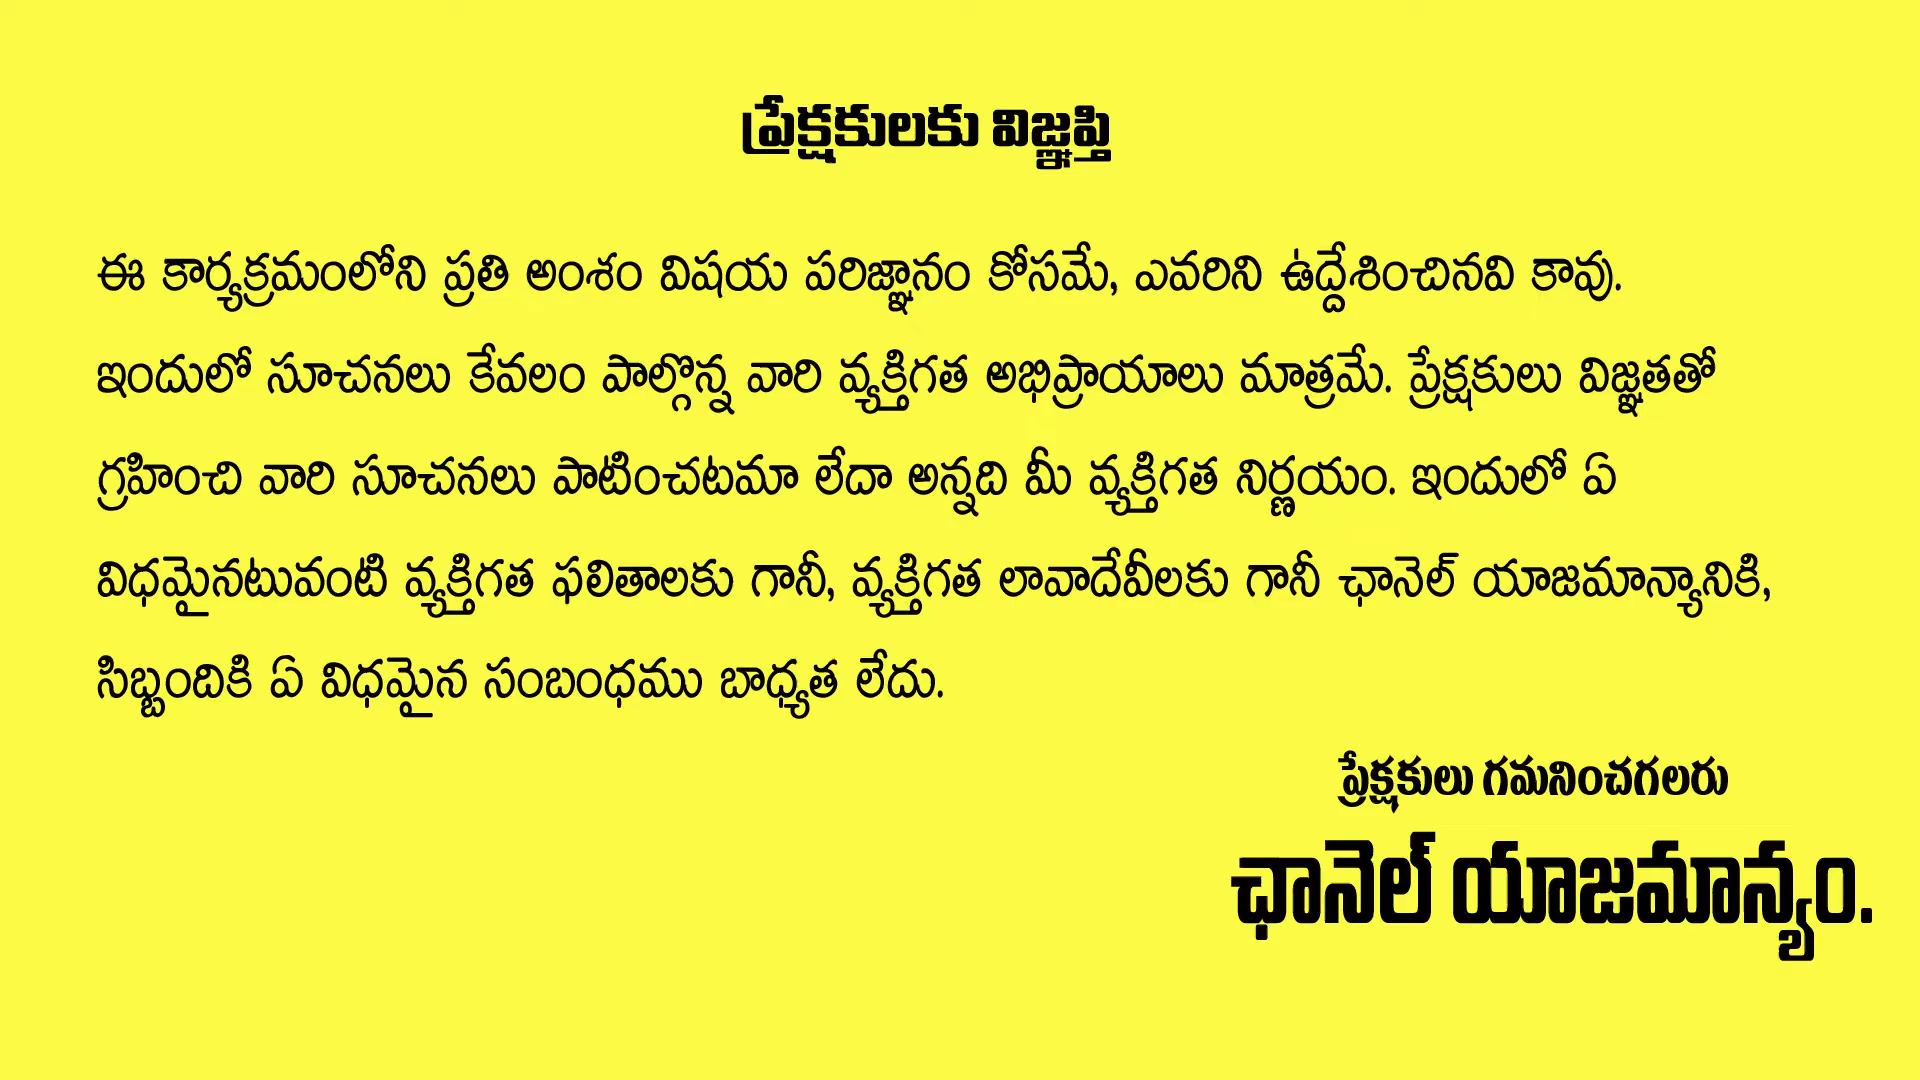 ప్రేక్షకులకు విజ్ఞప్తి
ఈ కార్యక్రమంలోని ప్రతి అంశం విషయ పరిజ్ఞానం కోసమే, ఎవరిని ఉద్దేశించినవి కావు.
ఇందులో సూచనలు కేవలం పాల్గొన్న వారి వ్యక్తిగత అభిప్రాయాలు మాత్రమే. ప్రేక్షకులు విజ్ఞతతో
గ్రహించి వారి సూచనలు పాటించటమా లేదా అన్నది మీ వ్యక్తిగత నిర్ణయం. ఇందులో ఏ
విధమైనటువంటి వ్యక్తిగత ఫలితాలకు గానీ, వ్యక్తిగత లావాదేవీలకు గానీ ఛానెల్ యాజమాన్యానికి,
సిబ్బందికి ఏ విధమైన సంబంధము బాధ్యత లేదు.
ప్రేక్షకులు గమనించగలరు
ఛానెల్ యాజమాన్యం.